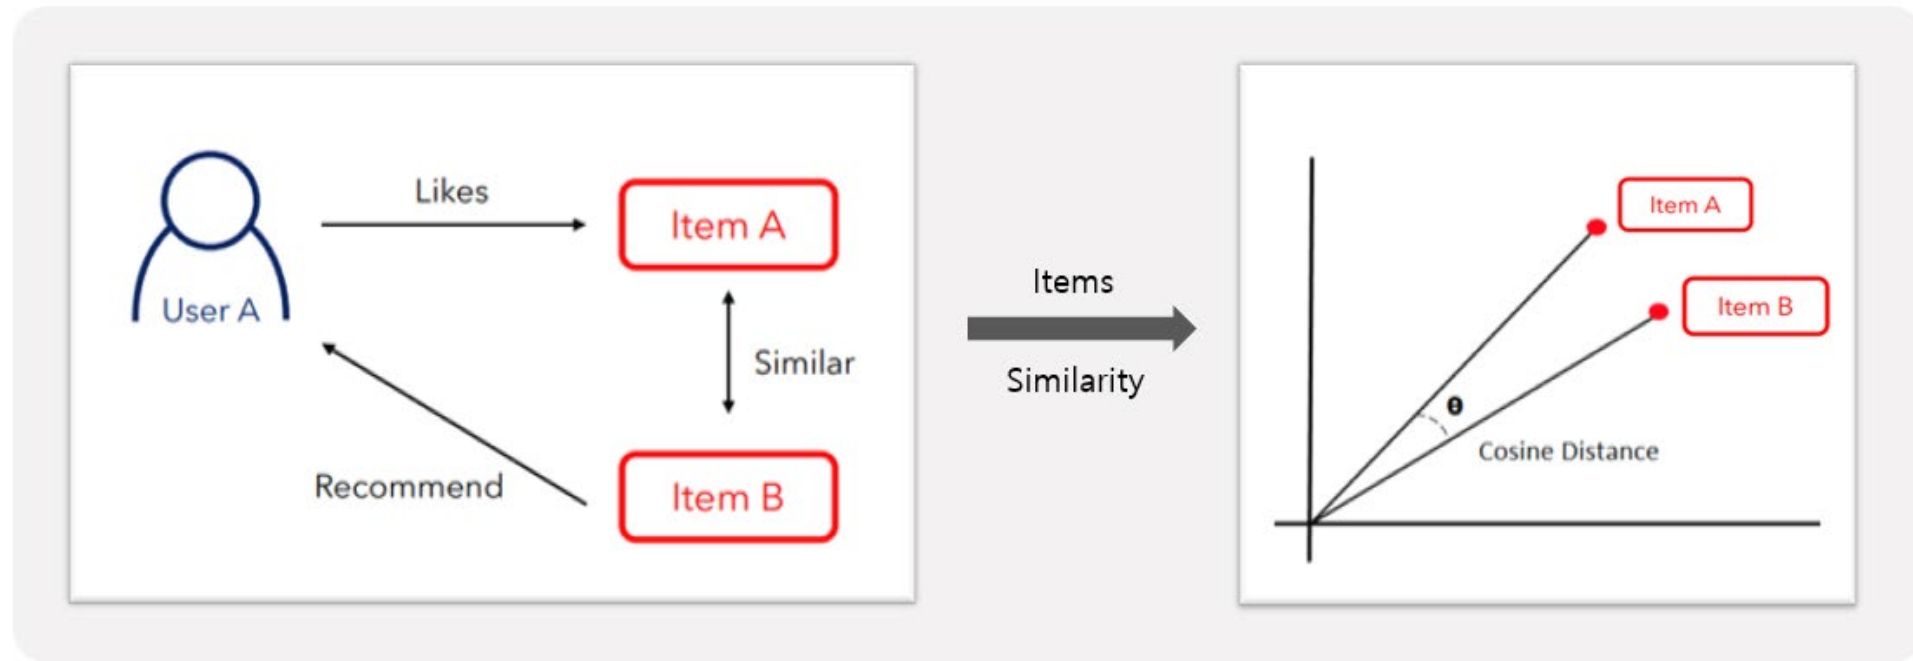 Likes
Item A
User A
Similar
Recommend
Item B
Items
Similarity
Item A
Item B
θ
Cosine Distance